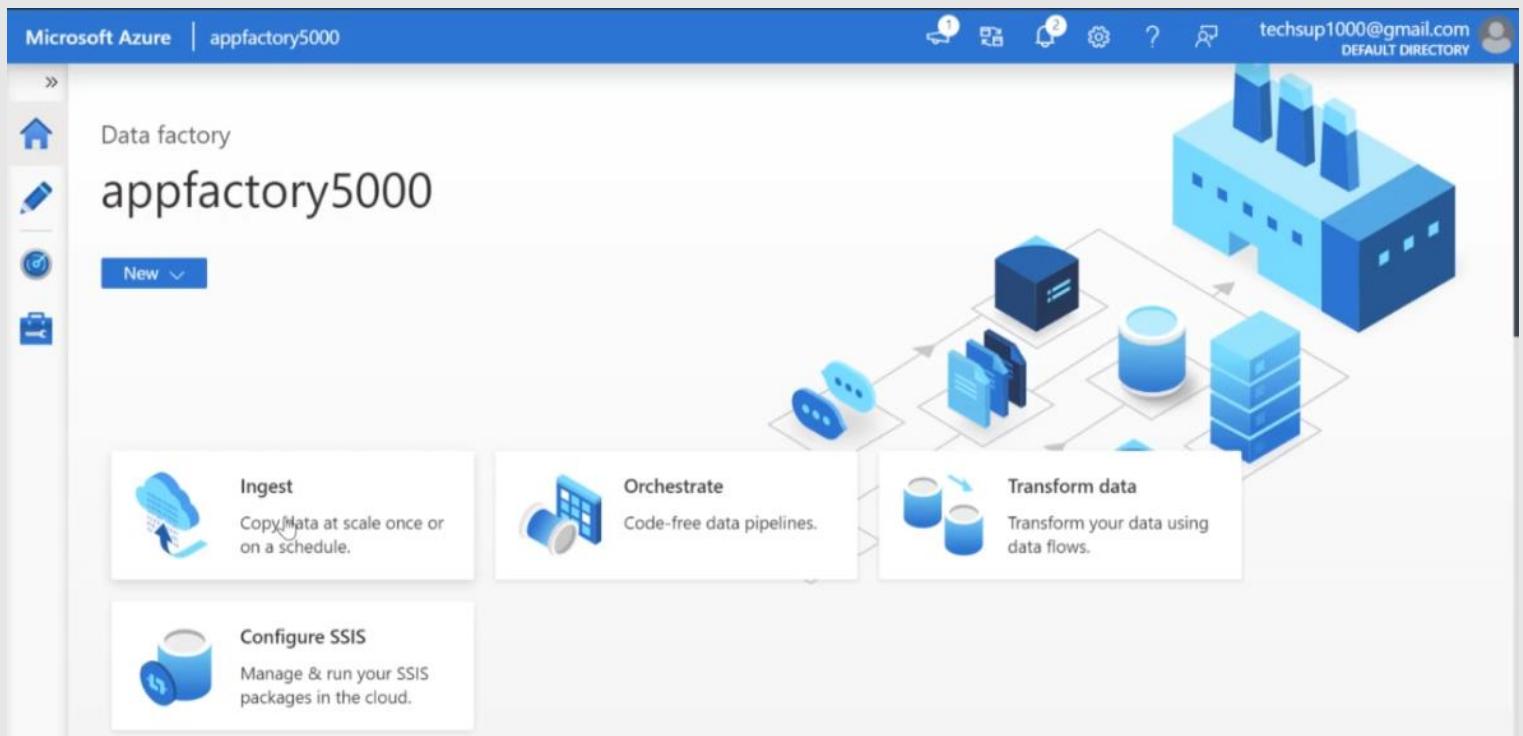 Microsoft Azure | appfactory5000
1
2
?
techsup1000@gmail.com
DEFAULT DIRECTORY
»
Data factory
appfactory5000
New
Ingest
Copy data at scale once or
on a schedule.
Orchestrate
Code-free data pipelines.
Transform data
Transform your data using
data flows.
Configure SSIS
Manage & run your SSIS
packages in the cloud.